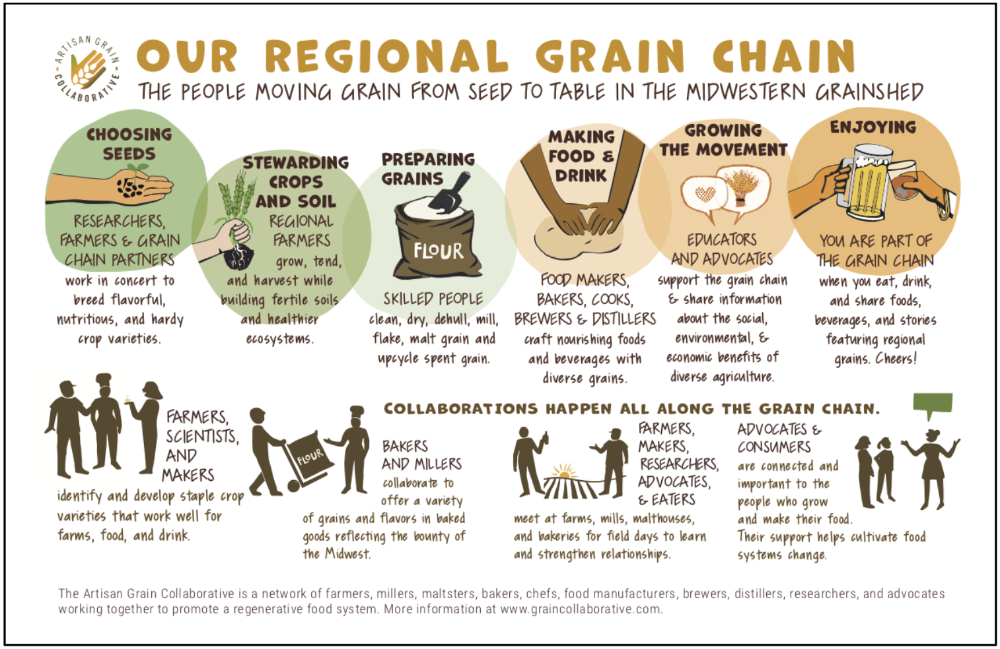 ARTISAN GRAIN
COLLABORATIVE
OUR REGIONAL GRAIN CHAIN
THE PEOPLE MOVING GRAIN FROM SEED TO TABLE IN THE MIDWESTERN GRAINSHED
CHOOSING
SEEDS
RESEARCHERS,
FARMERS & GRAIN
CHAIN PARTNERS
work in concert to
breed flavorful,
nutritious, and hardy
crop varieties.
STEWARDING
CROPS
AND SOIL
REGIONAL
FARMERS
grow, tend,
and harvest while
building fertile soils
and healthier
ecosystems.
PREPARING
GRAINS
FLOUR
SKILLED PEOPLE
clean, dry, dehull, mill,
flake, malt grain and
upcycle spent grain.
MAKING
FOOD &
DRINK
FOOD MAKERS,
BAKERS, COOKS,
BREWERS & DISTILLERS
craft nourishing foods
and beverages with
diverse grains.
GROWING
THE MOVEMENT
EDUCATORS
AND ADVOCATES
support the grain chain
& share information
about the social,
environmental, &
economic benefits of
diverse agriculture.
ENJOYING
YOU ARE PART OF
THE GRAIN CHAIN
when you eat, drink,
and share foods,
beverages, and stories
featuring regional
grains. Cheers!
COLLABORATIONS HAPPEN ALL ALONG THE GRAIN CHAIN.
FARMERS,
SCIENTISTS,
AND
MAKERS
identify and develop staple crop
varieties that work well for
farms, food, and drink.
FLOUR
BAKERS
AND MILLERS
collaborate to
offer a variety
of grains and flavors in baked
goods reflecting the bounty of
the Midwest.
FARMERS,
MAKERS,
RESEARCHERS,
ADVOCATES,
& EATERS
meet at farms, mills, malthouses,
and bakeries for field days to learn
and strengthen relationships.
ADVOCATES &
CONSUMERS
are connected and
important to the
people who grow
and make their food.
Their support helps cultivate food
systems change.
The Artisan Grain Collaborative is a network of farmers, millers, maltsters, bakers, chefs, food manufacturers, brewers, distillers, researchers, and advocates
working together to promote a regenerative food system. More information at www.graincollaborative.com.